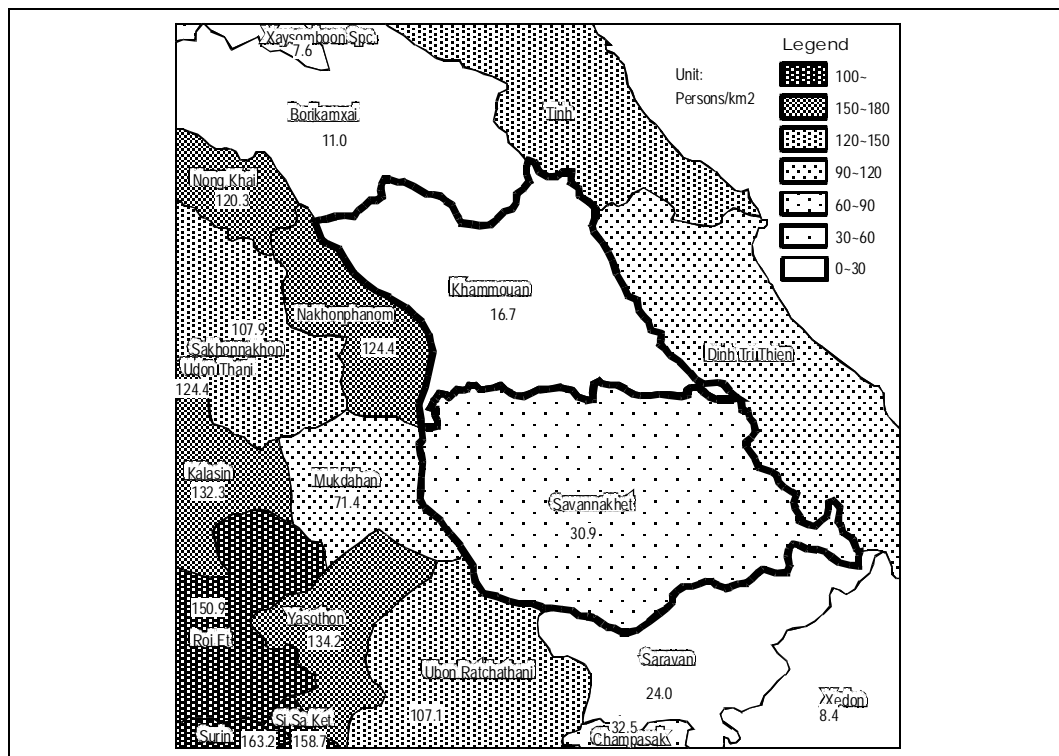 Xaysomboon Spc.
7.6
Legend
Unit:
Persons/km2
100~
150~180
120~150
90~120
60~90
30~60
0~30
Borikamxai
11.0
Tinh
Nong Khai
120.3
Khammouan
16.7
Nakhonphanom
124.4
107.9
Sakhonnakhon
Udon Thani
124.4
Dinh Tri Thien
Kalasin
132.3
Mukdahan
71.4
Savannakhet
30.9
150.9
Roi Et
Yasothon
134.2
Ubon Ratchathani
107.1
Saravan
24.0
Xedon
8.4
Si Sa Ket
158.7
Surin
163.2
32.5
Champasak